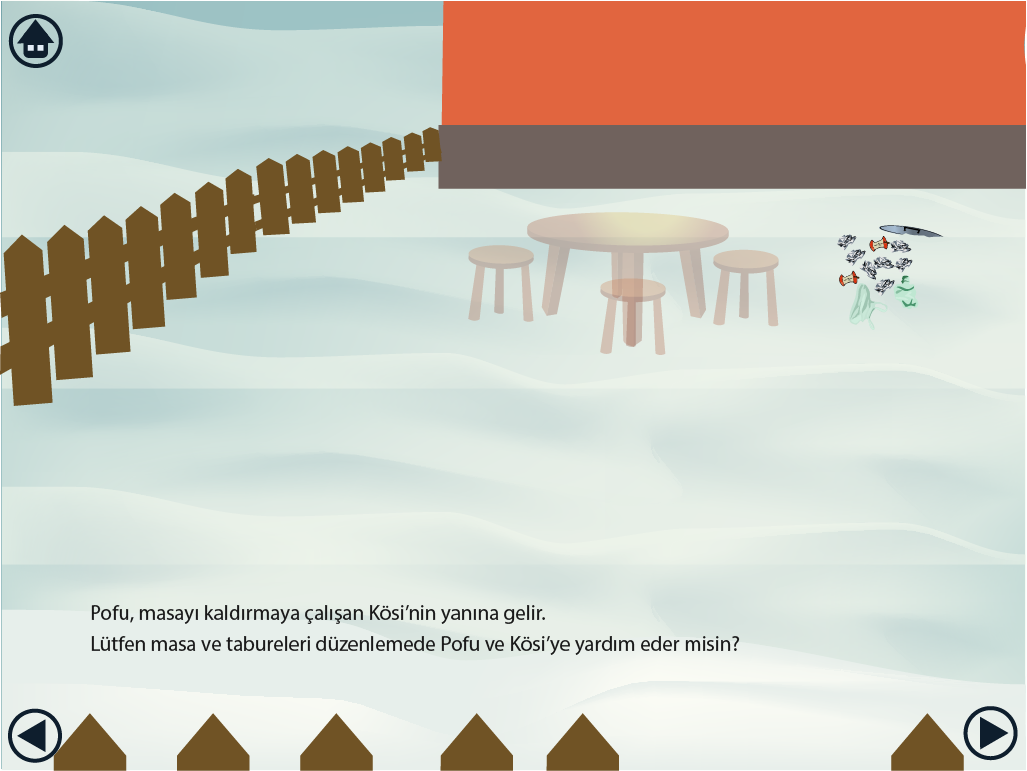 Pofu, masayı kaldırmaya çalışan Kösi’nin yanına gelir.
Lütfen masa ve tabureleri düzenlemede Pofu ve Kösi’ye yardım eder misin?